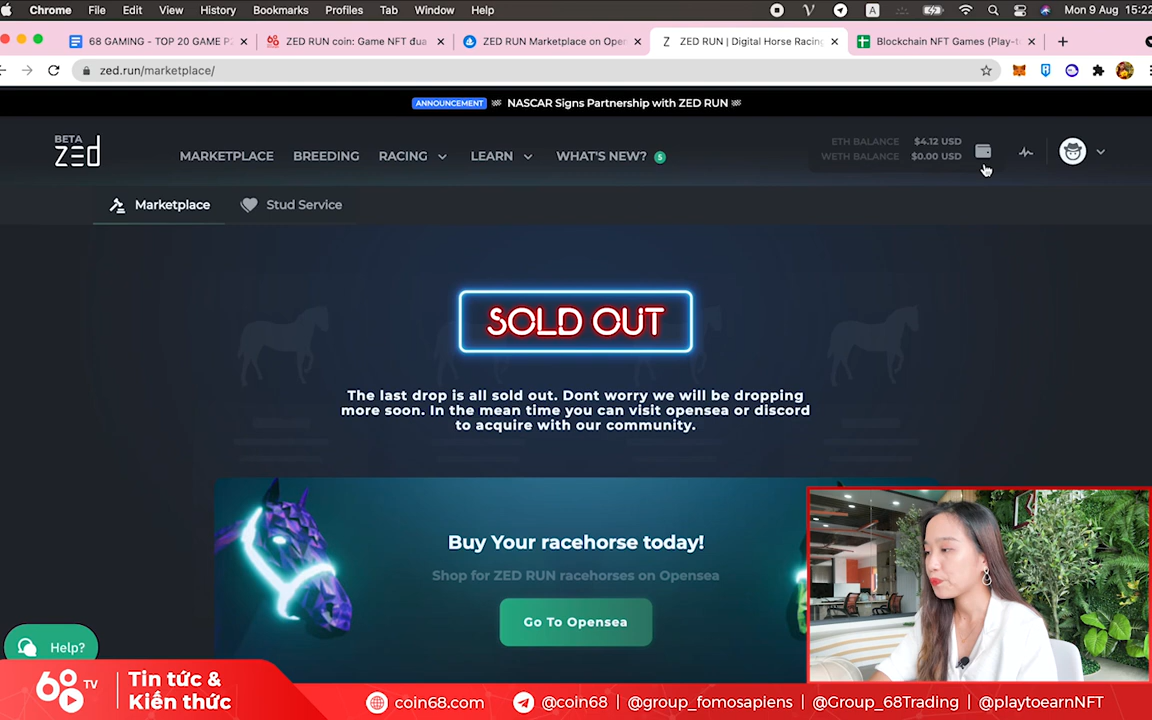 Chrome File Edit View History Bookmarks Profiles Tab Window Help
A
Mon 9 Aug 15:22
68 GAMING - TOP 20 GAME P
ZED RUN coin: Game NFT đua
ZED RUN Marketplace on Open
Z ZED RUN | Digital Horse Racing
Blockchain NFT Games (Play-t
zed.run/marketplace/
ANNOUNCEMENT NASCAR Signs Partnership with ZED RUN
BETA
zed
MARKETPLACE BREEDING RACING LEARN WHAT'S NEW? 5
ETH BALANCE $4.12 USD
WETH BALANCE $0.00 USD
Marketplace Stud Service
SOLD OUT
The last drop is all sold out. Dont worry we will be dropping
more soon. In the mean time you can visit opensea or discord
to acquire with our community.
Buy Your racehorse today!
Shop for ZED RUN racehorses on Opensea
Go To Opensea
Help?
68 TV
Tin tức &
Kiến thức
coin68.com @coin68 | @group_fomosapiens | @Group_68Trading | @playtoearnNFT